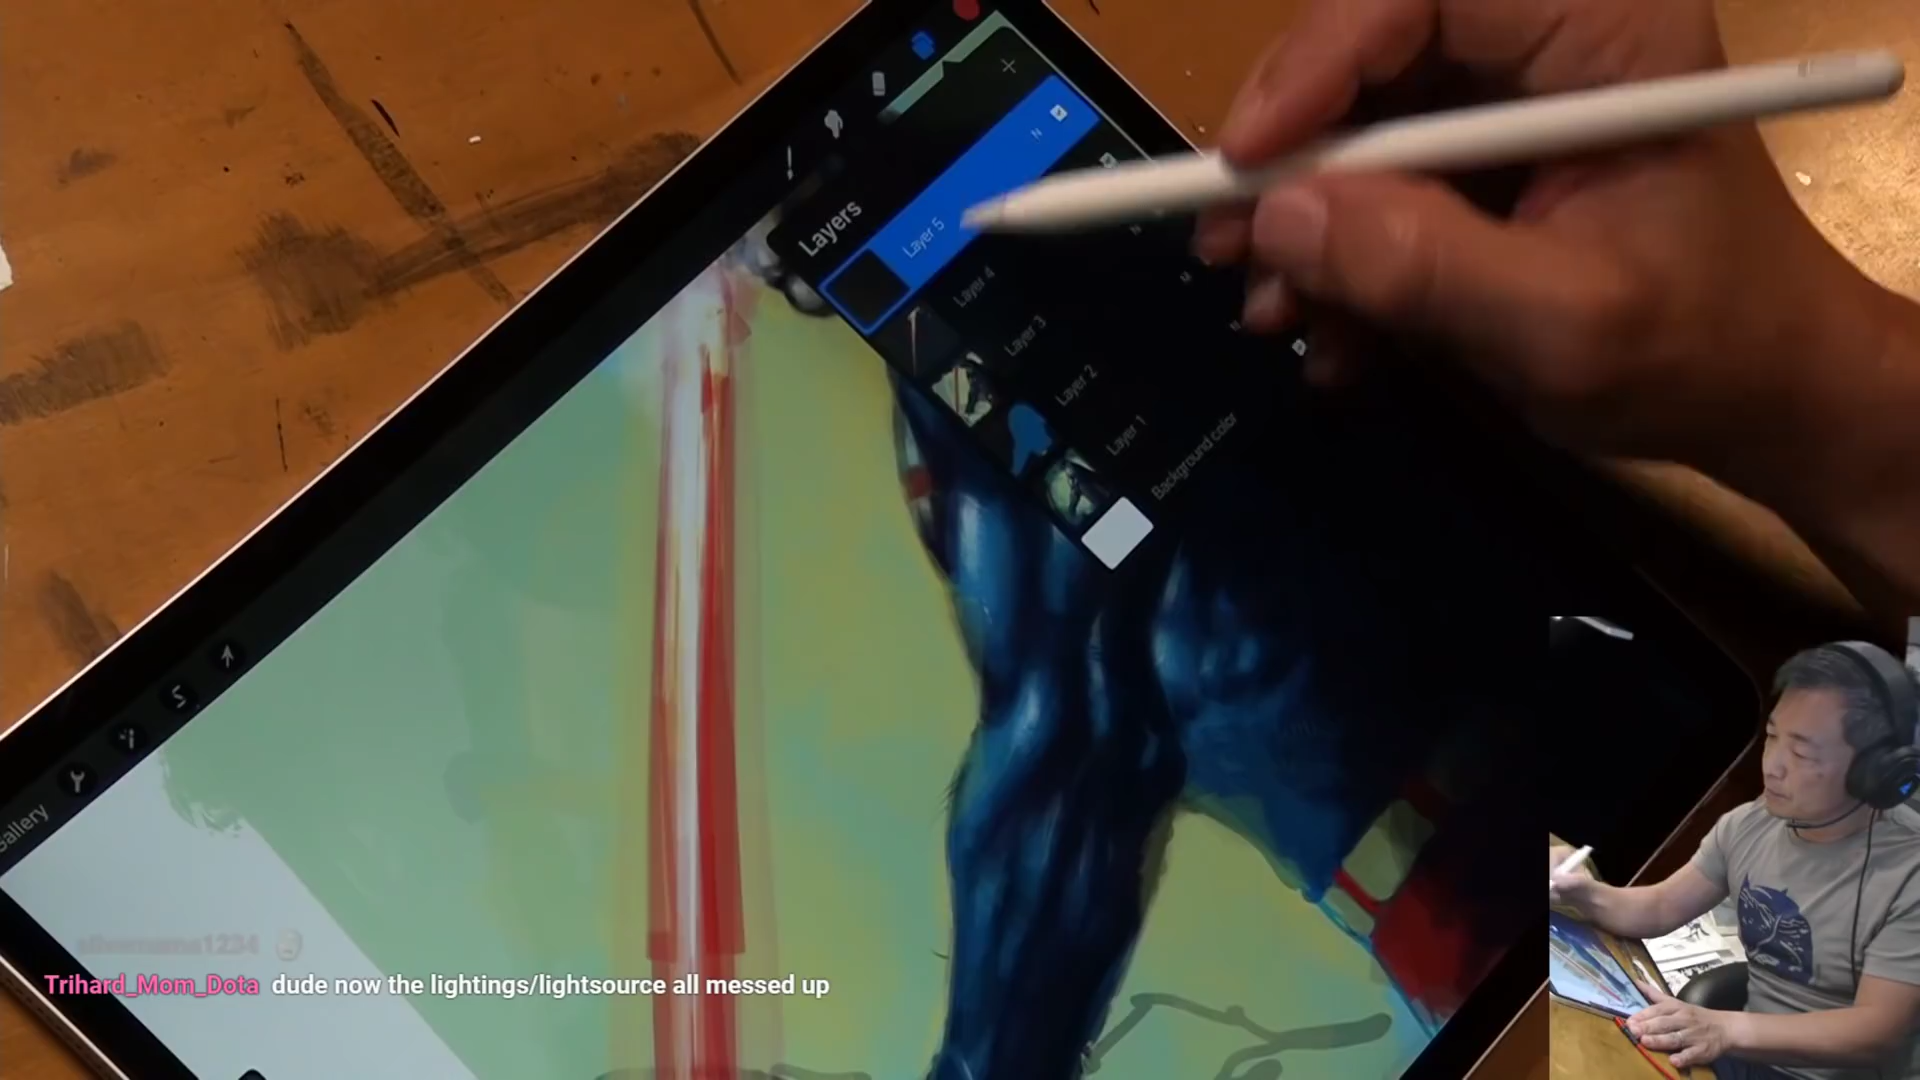 Layers
N
Layer 5
Layer 4
N
Layer 3
N
Layer 2
N
Layer 1
Background color
Gallery
Trihard_Mom_Dota dude now the lightings/lightsource all messed up